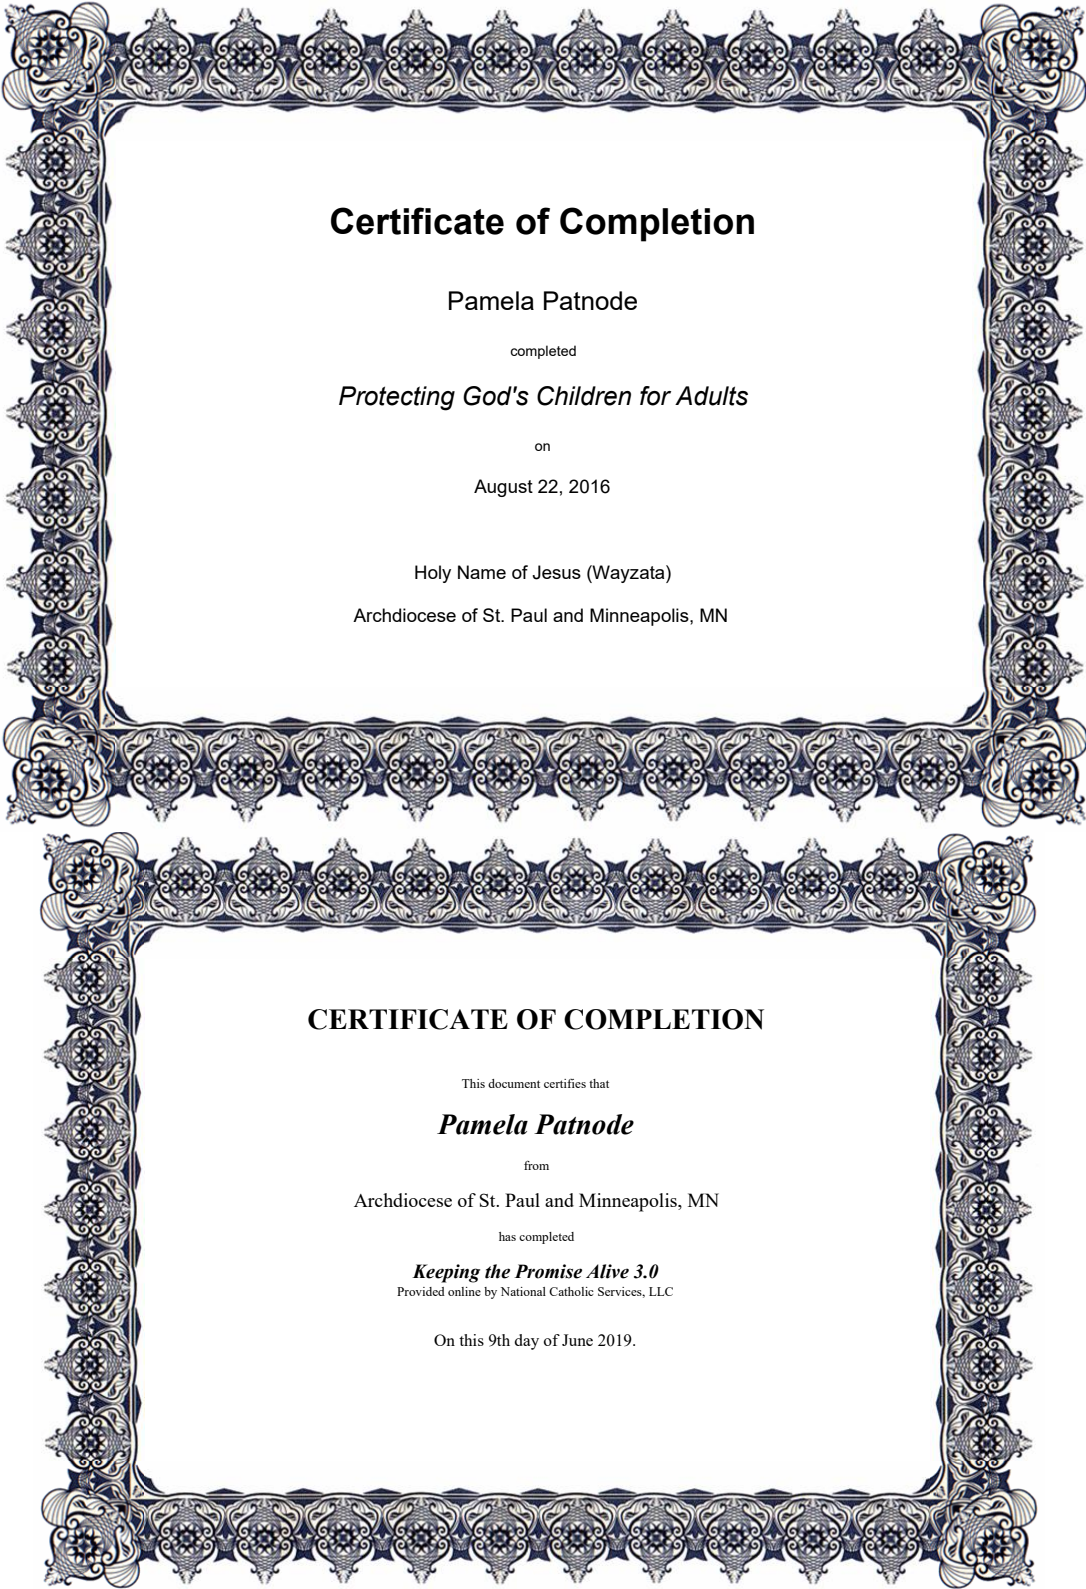 Certificate of Completion
Pamela Patnode
completed
Protecting God's Children for Adults
on
August 22, 2016
Holy Name of Jesus (Wayzata)
Archdiocese of St. Paul and Minneapolis, MN
CERTIFICATE OF COMPLETION
This document certifies that
Pamela Patnode
from
Archdiocese of St. Paul and Minneapolis, MN
has completed
Keeping the Promise Alive 3.0
Provided online by National Catholic Services, LLC
On this 9th day of June 2019.